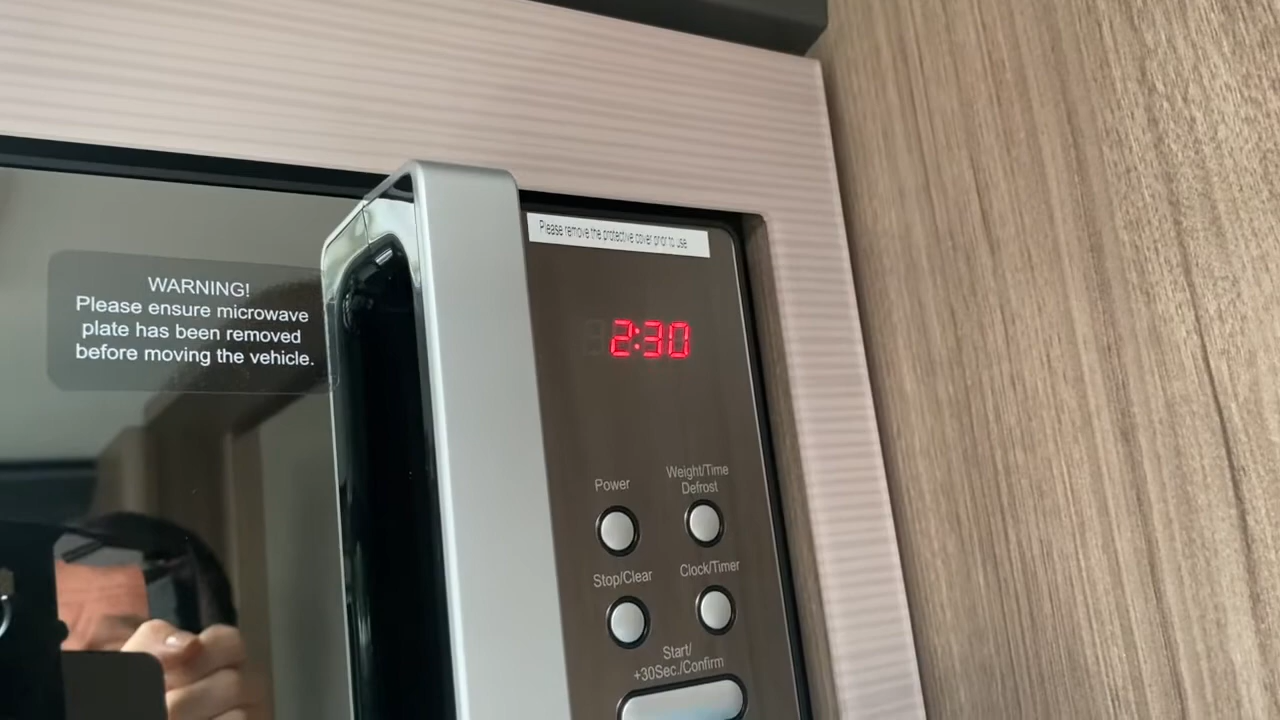 WARNING!
Please ensure microwave
plate has been removed
before moving the vehicle.
Please remove the protective cover prior to use.
2:30
Power
Weight/Time
Defrost
Stop/Clear
Clock/Timer
Start/
+30Sec./Confirm